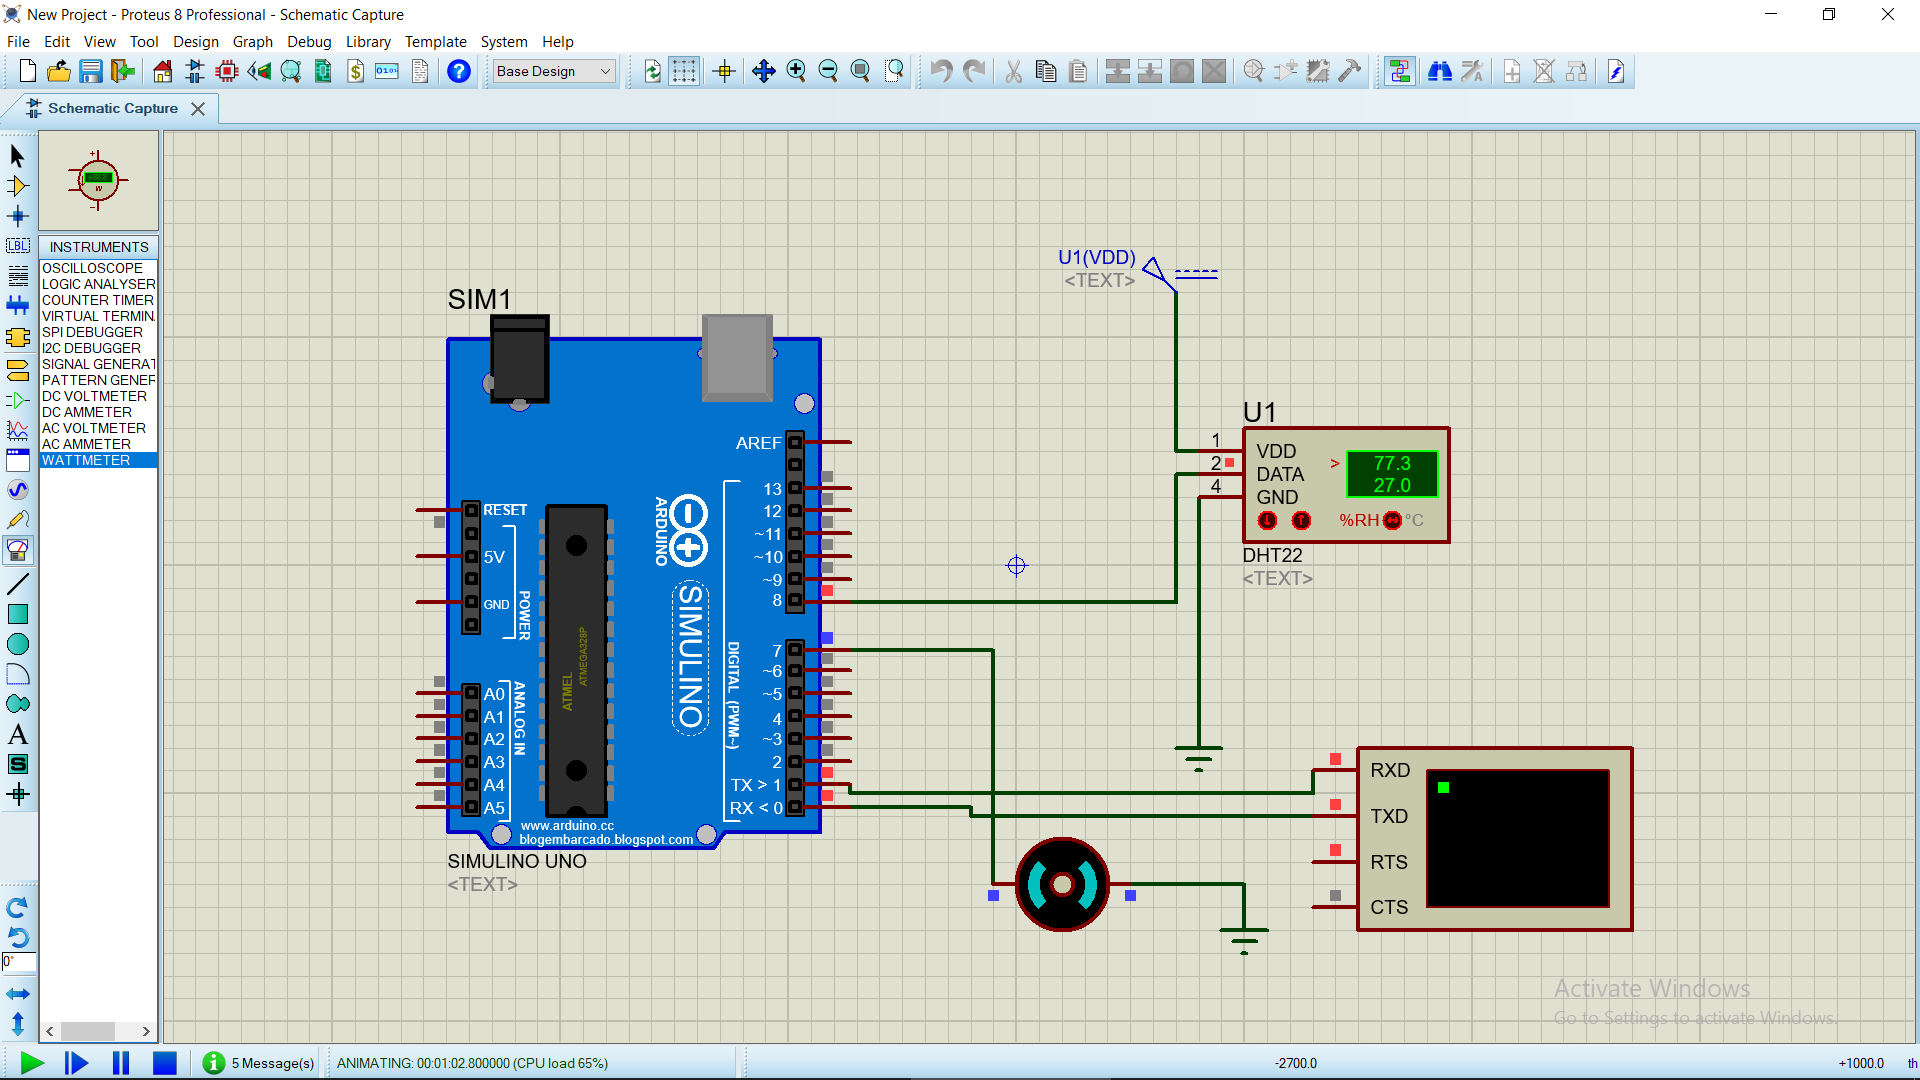 New Project - Proteus 8 Professional - Schematic Capture
File Edit View Tool Design Graph Debug Library Template System Help
Base Design
Schematic Capture
INSTRUMENTS
OSCILLOSCOPE
LOGIC ANALYSER
COUNTER TIMER
VIRTUAL TERMIN
SPI DEBUGGER
I2C DEBUGGER
SIGNAL GENERAT
PATTERN GENER
DC VOLTMETER
DC AMMETER
AC VOLTMETER
AC AMMETER
WATTMETER
LBL
A
S
0°
SIM1
AREF
13
12
~11
~10
~9
8
7
~6
~5
4
~3
2
TX > 1
RX < 0
RESET
5V
GND
POWER
A0
A1
A2
A3
A4
A5
ANALOG IN
ATMEL
ATMEGA328P
ARDUINO
SIMULINO
DIGITAL (PWM~)
www.arduino.cc
blogembarcado.blogspot.com
SIMULINO UNO
<TEXT>
U1(VDD)
<TEXT>
U1
1
2
4
VDD
DATA
GND
>
77.3
27.0
%RH °C
DHT22
<TEXT>
RXD
TXD
RTS
CTS
Activate Windows
Go to Settings to activate Windows.
5 Message(s)
ANIMATING: 00:01:02.800000 (CPU load 65%)
-2700.0
+1000.0
th